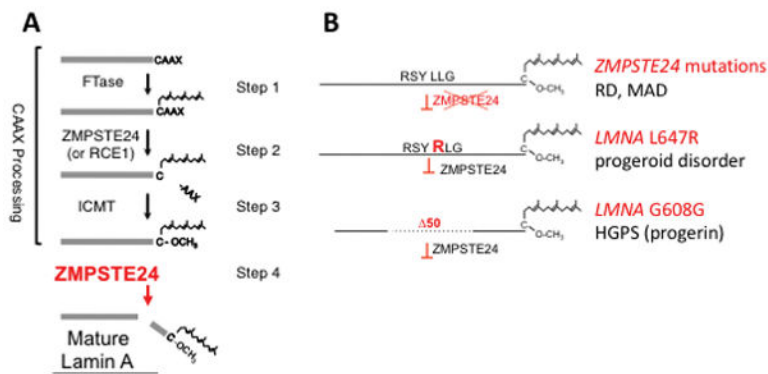 A
CAAX Processing
CAAX
FTase
Step 1
CAAX
ZMPSTE24
(or RCE1)
Step 2
C
AAX
ICMT
Step 3
C-OCH3
ZMPSTE24
Step 4
Mature
Lamin A
C-OCH3
B
RSY LLG
C
O-CH3
ZMPSTE24
ZMPSTE24 mutations
RD, MAD
RSY RLG
C
O-CH3
ZMPSTE24
LMNA L647R
progeroid disorder
Δ50
C
O-CH3
ZMPSTE24
LMNA G608G
HGPS (progerin)